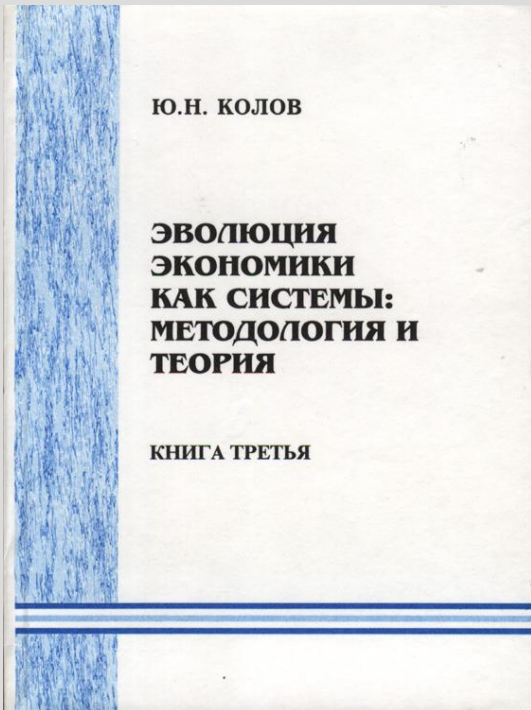 Ю.Н. КОЛОВ
ЭВОЛЮЦИЯ
ЭКОНОМИКИ
КАК СИСТЕМЫ:
МЕТОДОЛОГИЯ И
ТЕОРИЯ
КНИГА ТРЕТЬЯ